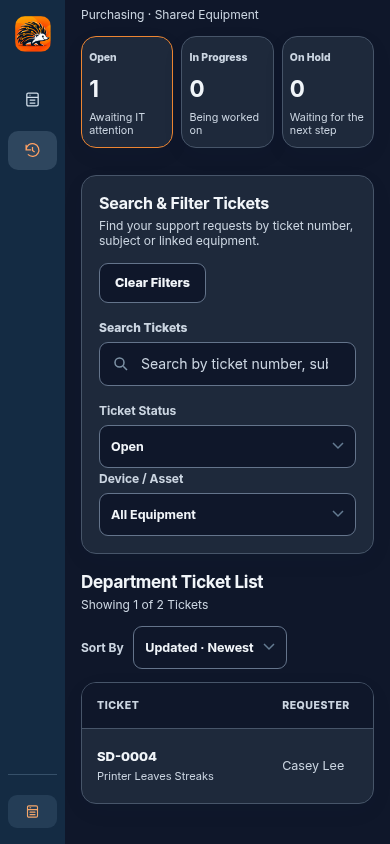 Purchasing · Shared Equipment
Open
1
Awaiting IT
attention
In Progress
0
Being worked
on
On Hold
0
Waiting for the
next step
Search & Filter Tickets
Find your support requests by ticket number,
subject or linked equipment.
Clear Filters
Search Tickets
Search by ticket number, sub
Ticket Status
Open
Device / Asset
All Equipment
Department Ticket List
Showing 1 of 2 Tickets
Sort By
Updated · Newest
TICKET
REQUESTER
SD-0004
Printer Leaves Streaks
Casey Lee